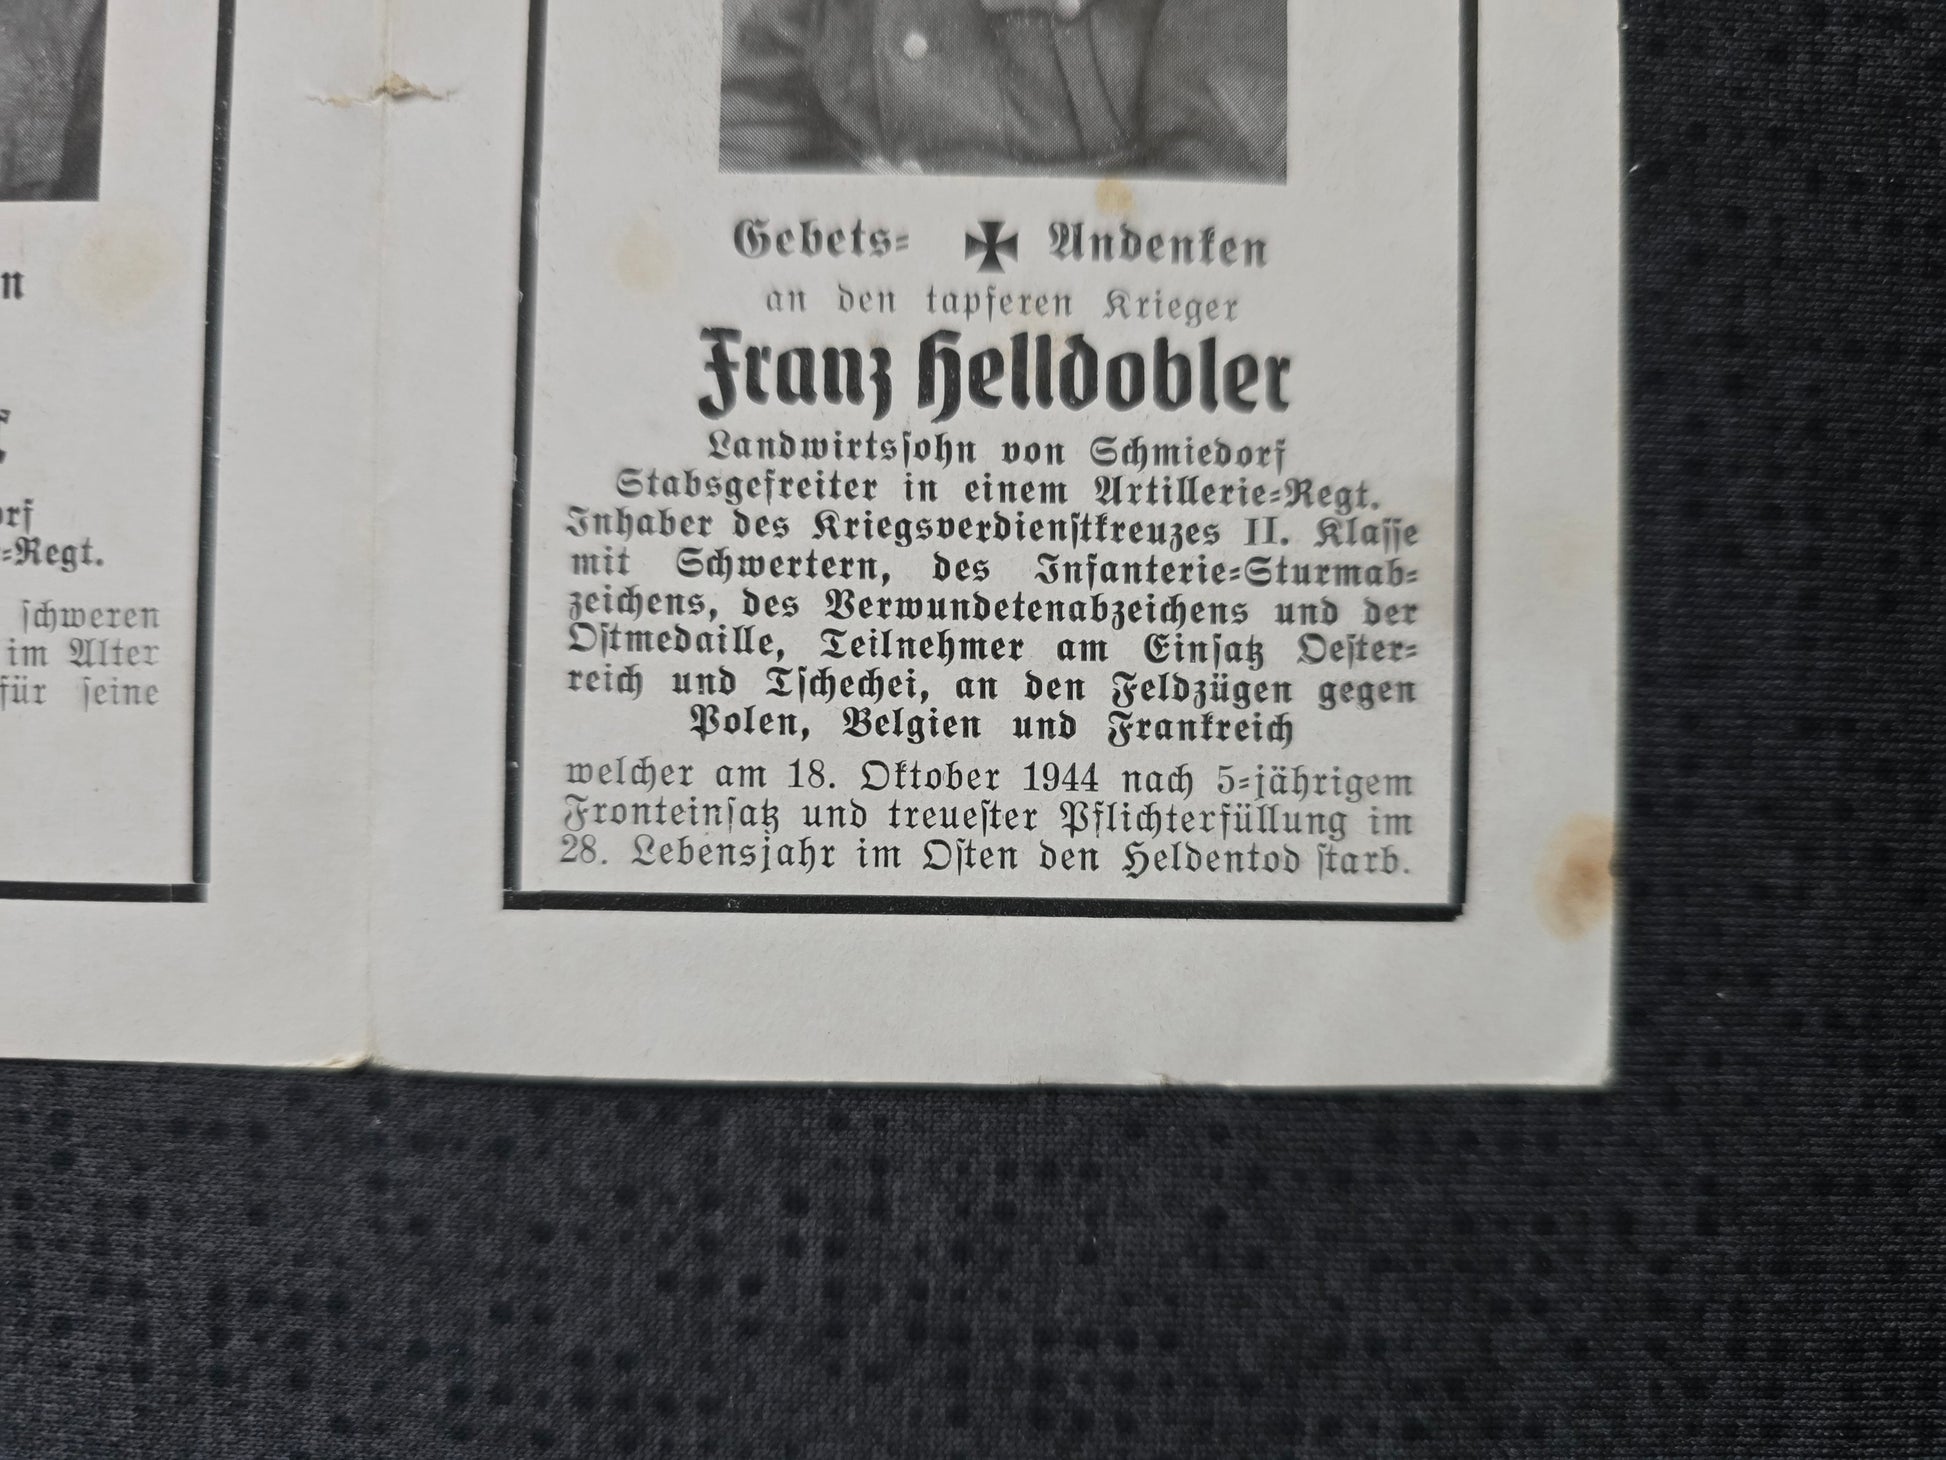 n
orf
=Regt.
schweren
im Alter
für seine
Gebets= Andenken
an den tapferen Krieger
Franz Helldobler
Landwirtssohn von Schmiedorf
Stabsgefreiter in einem Artillerie=Regt.
Inhaber des Kriegsverdienstkreuzes II. Klasse
mit Schwertern, des Infanterie=Sturmab=
zeichens, des Verwundetenabzeichens und der
Ostmedaille, Teilnehmer am Einsatz Oester=
reich und Tschechei, an den Feldzügen gegen
Polen, Belgien und Frankreich
welcher am 18. Oktober 1944 nach 5=jährigem
Fronteinsatz und treuester Pflichterfüllung im
28. Lebensjahr im Osten den Heldentod starb.